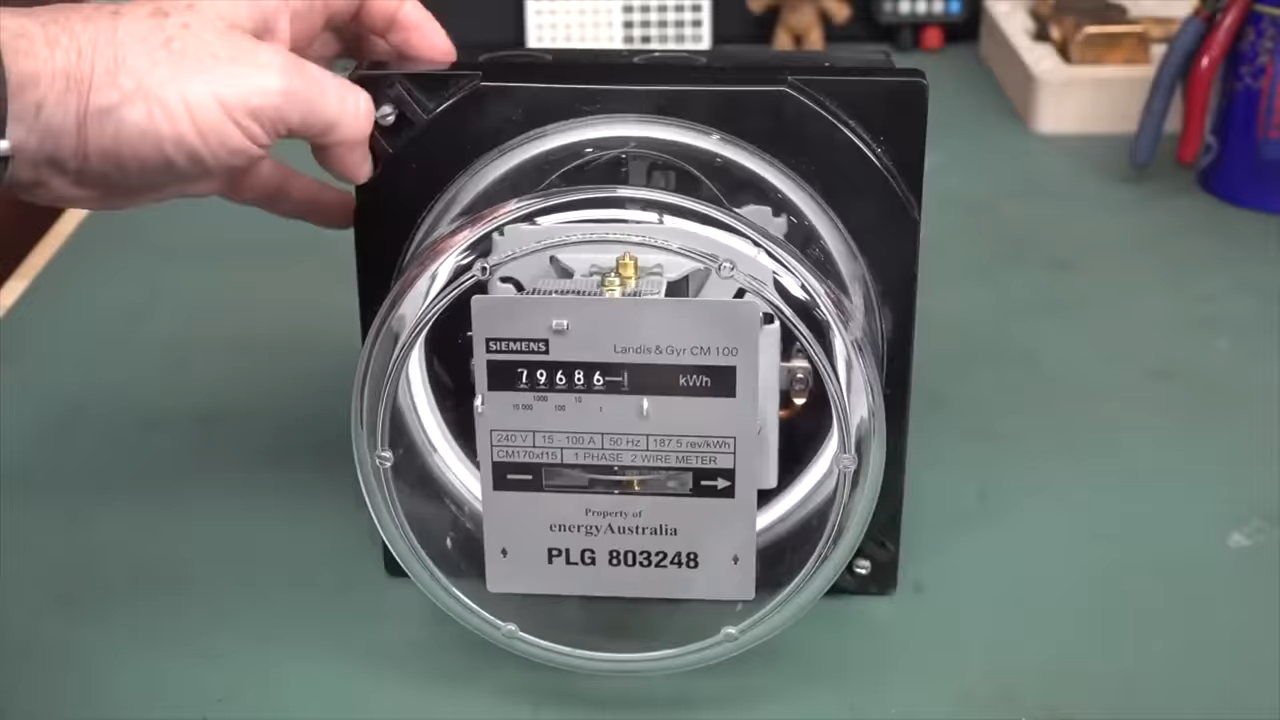 SIEMENS
Landis & Gyr CM 100
79686
kWh
1000 10
10 000 100 1
240 V 15 - 100 A 50 Hz 187.5 rev/kWh
CM170xf15 1 PHASE 2 WIRE METER
Property of
energyAustralia
PLG 803248